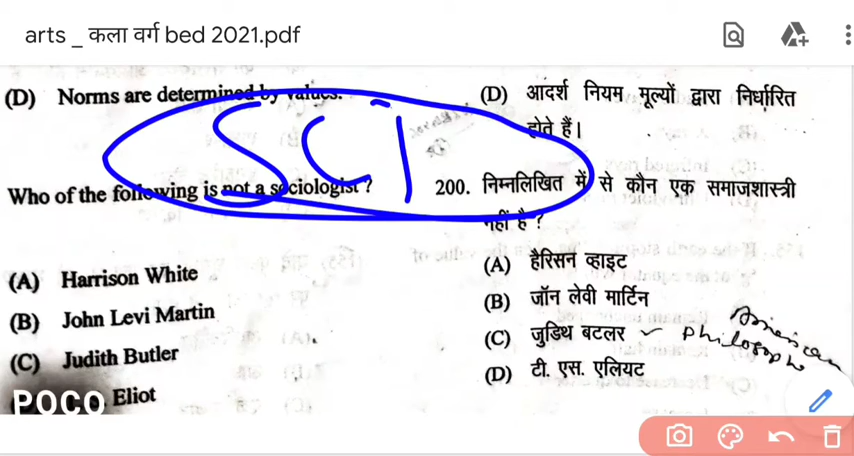 arts _ कला वर्ग bed 2021.pdf
(D) Norms are determined by values.
(D) आदर्श नियम मूल्यों द्वारा निर्धारित
होते हैं।
SCI
Who of the following is not a sociologist ?
200. निम्नलिखित में से कौन एक समाजशास्त्री
नहीं है ?
(A) Harrison White
(B) John Levi Martin
(C) Judith Butler
Eliot
(A) हैरिसन व्हाइट
(B) जॉन लेवी मार्टिन
(C) जुडिथ बटलर
American
Philosophe
(D) टी. एस. एलियट
POCO